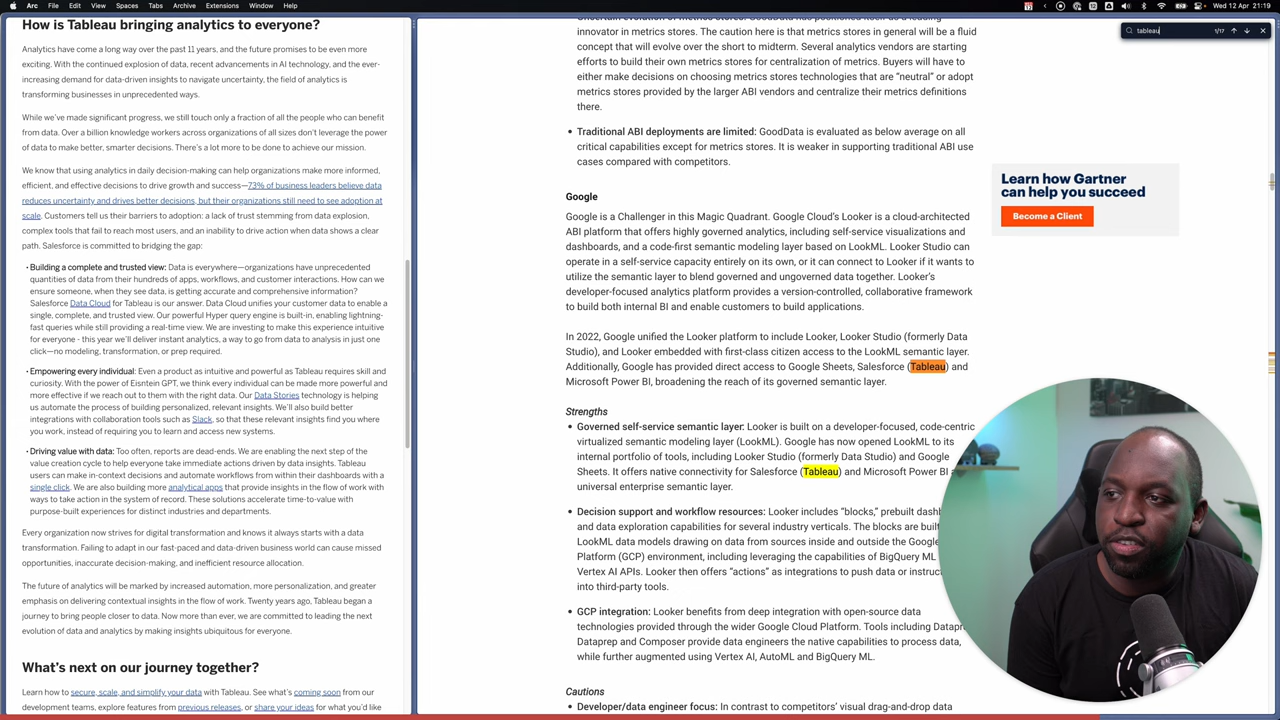 Arc File Edit View Spaces Tabs Archive Extensions Window Help
Wed 12 Apr 21:19
How is Tableau bringing analytics to everyone?
Analytics have come a long way over the past 11 years, and the future promises to be even more
exciting. With the continued explosion of data, recent advancements in AI technology, and the ever-
increasing demand for data-driven insights to navigate uncertainty, the field of analytics is
transforming businesses in unprecedented ways.
While we've made significant progress, we still touch only a fraction of all the people who can benefit
from data. Over a billion knowledge workers across organizations of all sizes don't leverage the power
of data to make better, smarter decisions. There's a lot more to be done to achieve our mission.
We know that using analytics in daily decision-making can help organizations make more informed,
efficient, and effective decisions to drive growth and success—73% of business leaders believe data
reduces uncertainty and drives better decisions, but their organizations still need to see adoption at
scale. Customers tell us their barriers to adoption: a lack of trust stemming from data explosion,
complex tools that fail to reach most users, and an inability to drive action when data shows a clear
path. Salesforce is committed to bridging the gap:
• Building a complete and trusted view: Data is everywhere—organizations have unprecedented
quantities of data from their hundreds of apps, workflows, and customer interactions. How can we
ensure someone, when they see data, is getting accurate and comprehensive information?
Salesforce Data Cloud for Tableau is our answer. Data Cloud unifies your customer data to enable a
single, complete, and trusted view. Our powerful Hyper query engine is built-in, enabling lightning-
fast queries while still providing a real-time view. We are investing to make this experience intuitive
for everyone - this year we'll deliver instant analytics, a way to go from data to analysis in just one
click—no modeling, transformation, or prep required.
• Empowering every individual: Even a product as intuitive and powerful as Tableau requires skill and
curiosity. With the power of Eisntein GPT, we think every individual can be made more powerful and
more effective if we reach out to them with the right data. Our Data Stories technology is helping
us automate the process of building personalized, relevant insights. We'll also build better
integrations with collaboration tools such as Slack, so that these relevant insights find you where
you work, instead of requiring you to learn and access new systems.
• Driving value with data: Too often, reports are dead-ends. We are enabling the next step of the
value creation cycle to help everyone take immediate actions driven by data insights. Tableau
users can make in-context decisions and automate workflows from within their dashboards with a
single click. We are also building more analytical apps that provide insights in the flow of work with
ways to take action in the system of record. These solutions accelerate time-to-value with
purpose-built experiences for distinct industries and departments.
Every organization now strives for digital transformation and knows it always starts with a data
transformation. Failing to adapt in our fast-paced and data-driven business world can cause missed
opportunities, inaccurate decision-making, and inefficient resource allocation.
The future of analytics will be marked by increased automation, more personalization, and greater
emphasis on delivering contextual insights in the flow of work. Twenty years ago, Tableau began a
journey to bring people closer to data. Now more than ever, we are committed to leading the next
evolution of data and analytics by making insights ubiquitous for everyone.
What's next on our journey together?
Learn how to secure, scale, and simplify your data with Tableau. See what's coming soon from our
development teams, explore features from previous releases, or share your ideas for what you'd like
innovator in metrics stores. The caution here is that metrics stores in general will be a fluid
concept that will evolve over the short to midterm. Several analytics vendors are starting
efforts to build their own metrics stores for centralization of metrics. Buyers will have to
either make decisions on choosing metrics stores technologies that are “neutral” or adopt
metrics stores provided by the larger ABI vendors and centralize their metrics definitions
there.
• Traditional ABI deployments are limited: GoodData is evaluated as below average on all
critical capabilities except for metrics stores. It is weaker in supporting traditional ABI use
cases compared with competitors.
Google
Google is a Challenger in this Magic Quadrant. Google Cloud's Looker is a cloud-architected
ABI platform that offers highly governed analytics, including self-service visualizations and
dashboards, and a code-first semantic modeling layer based on LookML. Looker Studio can
operate in a self-service capacity entirely on its own, or it can connect to Looker if it wants to
utilize the semantic layer to blend governed and ungoverned data together. Looker's
developer-focused analytics platform provides a version-controlled, collaborative framework
to build both internal BI and enable customers to build applications.
In 2022, Google unified the Looker platform to include Looker, Looker Studio (formerly Data
Studio), and Looker embedded with first-class citizen access to the LookML semantic layer.
Additionally, Google has provided direct access to Google Sheets, Salesforce (Tableau) and
Microsoft Power BI, broadening the reach of its governed semantic layer.
Strengths
• Governed self-service semantic layer: Looker is built on a developer-focused, code-centric
virtualized semantic modeling layer (LookML). Google has now opened LookML to its
internal portfolio of tools, including Looker Studio (formerly Data Studio) and Google
Sheets. It offers native connectivity for Salesforce (Tableau) and Microsoft Power BI
universal enterprise semantic layer.
• Decision support and workflow resources: Looker includes “blocks,” prebuilt
and data exploration capabilities for several industry verticals. The blocks are
LookML data models drawing on data from sources inside and outside the
Platform (GCP) environment, including leveraging the capabilities of BigQuery ML
Vertex AI APIs. Looker then offers “actions” as integrations to push data or
into third-party tools.
• GCP integration: Looker benefits from deep integration with open-source data
technologies provided through the wider Google Cloud Platform. Tools including
Dataprep and Composer provide data engineers the native capabilities to process data,
while further augmented using Vertex AI, AutoML and BigQuery ML.
Cautions
• Developer/data engineer focus: In contrast to competitors' visual drag-and-drop data
tableau 1/17
Learn how Gartner
can help you succeed
Become a Client